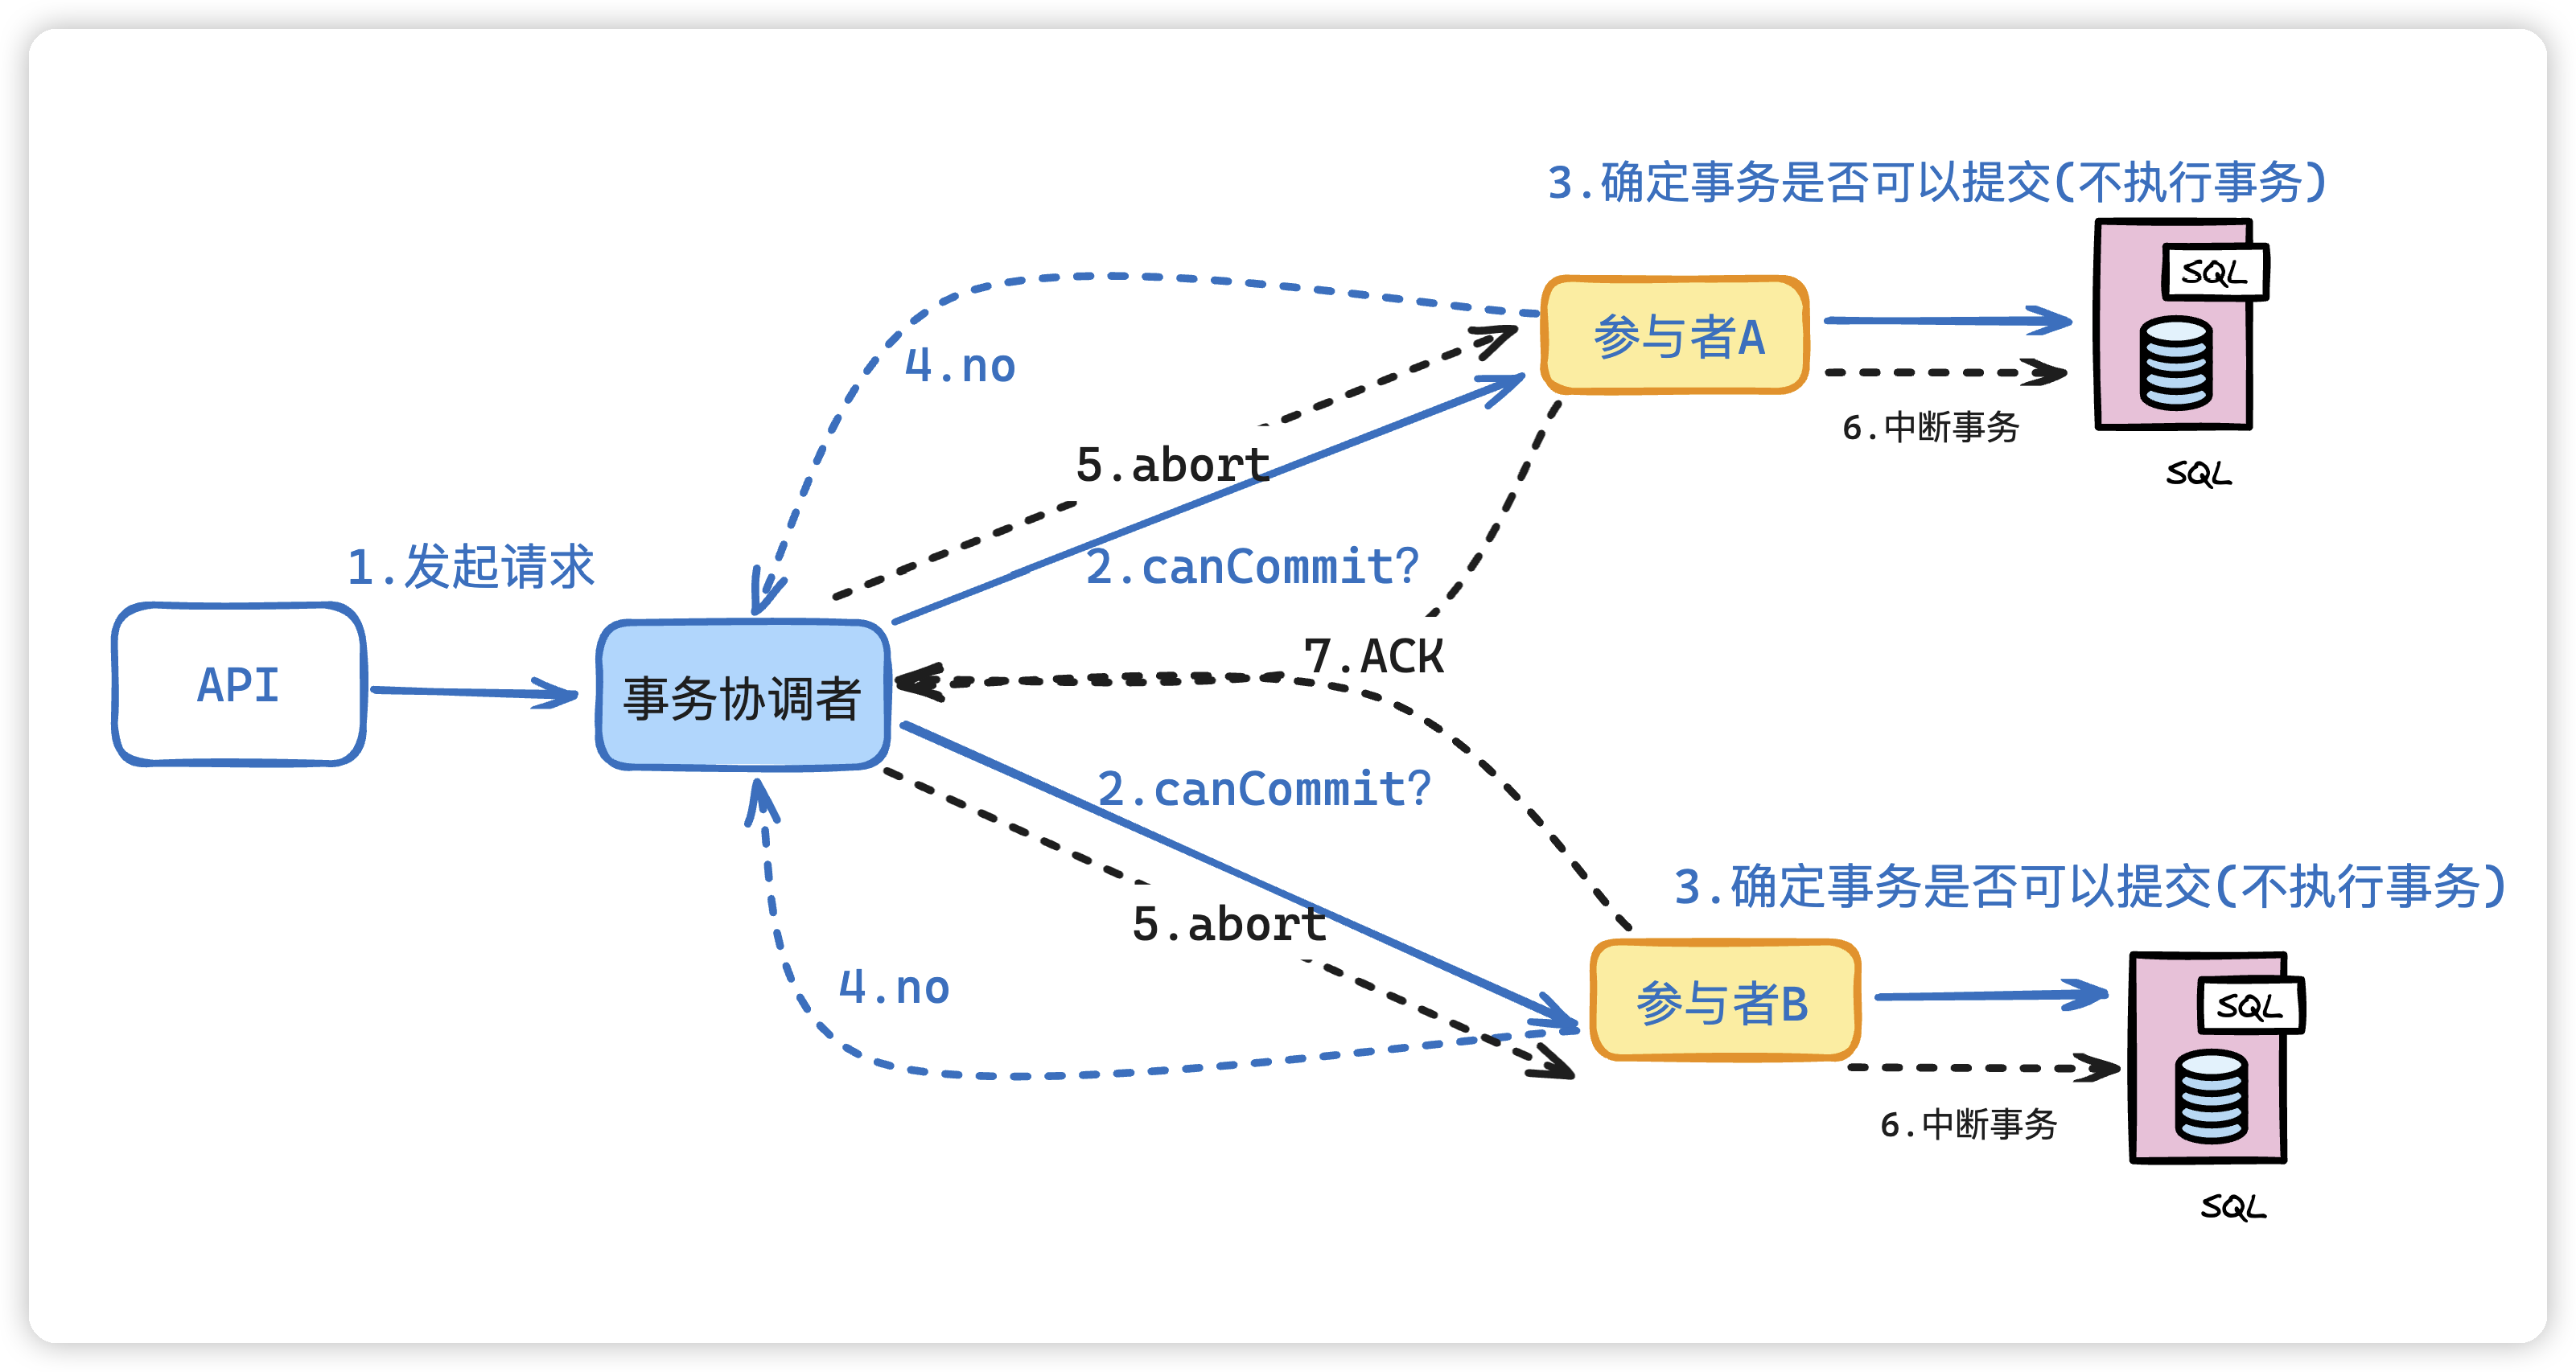 3.确定事务是否可以提交(不执行事务)
SQL
参与者A
4.no
6.中断事务
5.abort
SQL
1.发起请求
2.canCommit?
7.ACK
API
事务协调者
2.canCommit?
3.确定事务是否可以提交(不执行事务)
5.abort
4.no
参与者B
SQL
6.中断事务
SQL